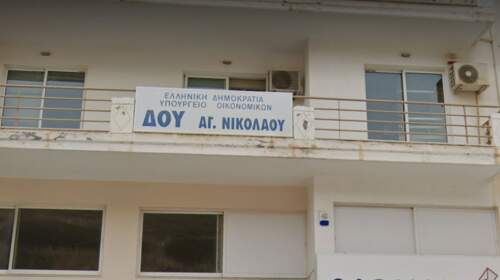 ΕΛΛΗΝΙΚΗ ΔΗΜΟΚΡΑΤΙΑ
ΥΠΟΥΡΓΕΙΟ ΟΙΚΟΝΟΜΙΚΩΝ
ΔΟΥ ΑΓ. ΝΙΚΟΛΑΟΥ